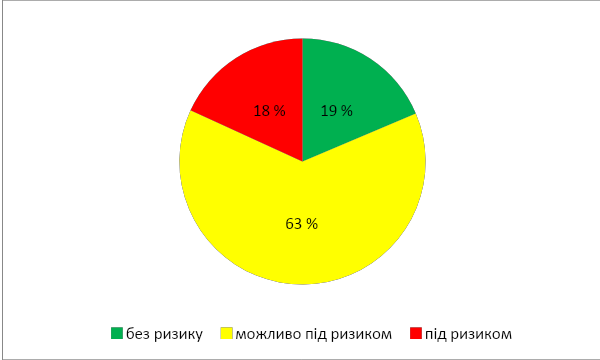 18 % 19 %
63 %
без ризику можливо під ризиком під ризиком